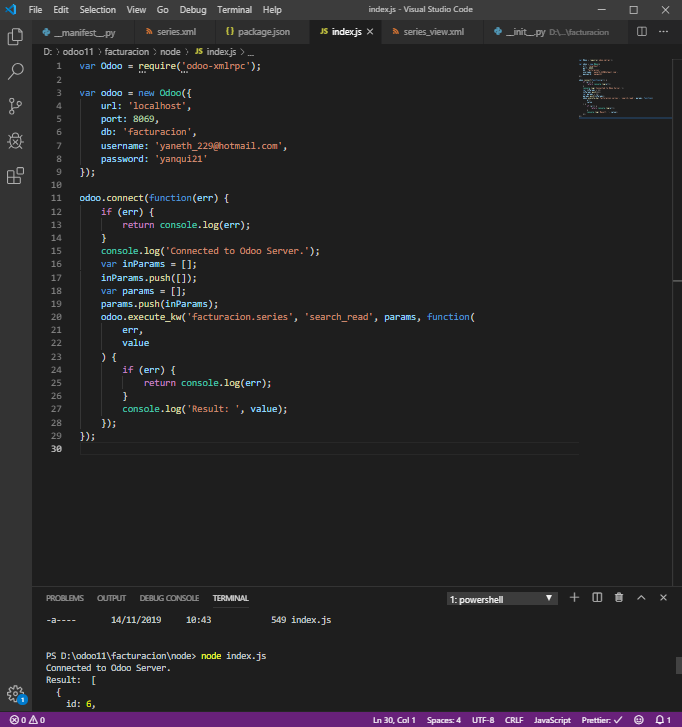 File Edit Selection View Go Debug Terminal Help index.js - Visual Studio Code
__manifest__.py series.xml package.json JS index.js series_view.xml __init__.py D:\...\facturacion
D: > odoo11 > facturacion > node > JS index.js > ...
1 var Odoo = require('odoo-xmlrpc');
2
3 var odoo = new Odoo({
4 url: 'localhost',
5 port: 8069,
6 db: 'facturacion',
7 username: 'yaneth_229@hotmail.com',
8 password: 'yanqui21'
9 });
10
11 odoo.connect(function(err) {
12 if (err) {
13 return console.log(err);
14 }
15 console.log('Connected to Odoo Server.');
16 var inParams = [];
17 inParams.push([]);
18 var params = [];
19 params.push(inParams);
20 odoo.execute_kw('facturacion.series', 'search_read', params, function(
21 err,
22 value
23 ) {
24 if (err) {
25 return console.log(err);
26 }
27 console.log('Result: ', value);
28 });
29 });
30
PROBLEMS OUTPUT DEBUG CONSOLE TERMINAL 1: powershell
-a---- 14/11/2019 10:43 549 index.js
PS D:\odoo11\facturacion\node> node index.js
Connected to Odoo Server.
Result: [
{
id: 6,
1
0 0 Ln 30, Col 1 Spaces: 4 UTF-8 CRLF JavaScript Prettier: ✓ 1